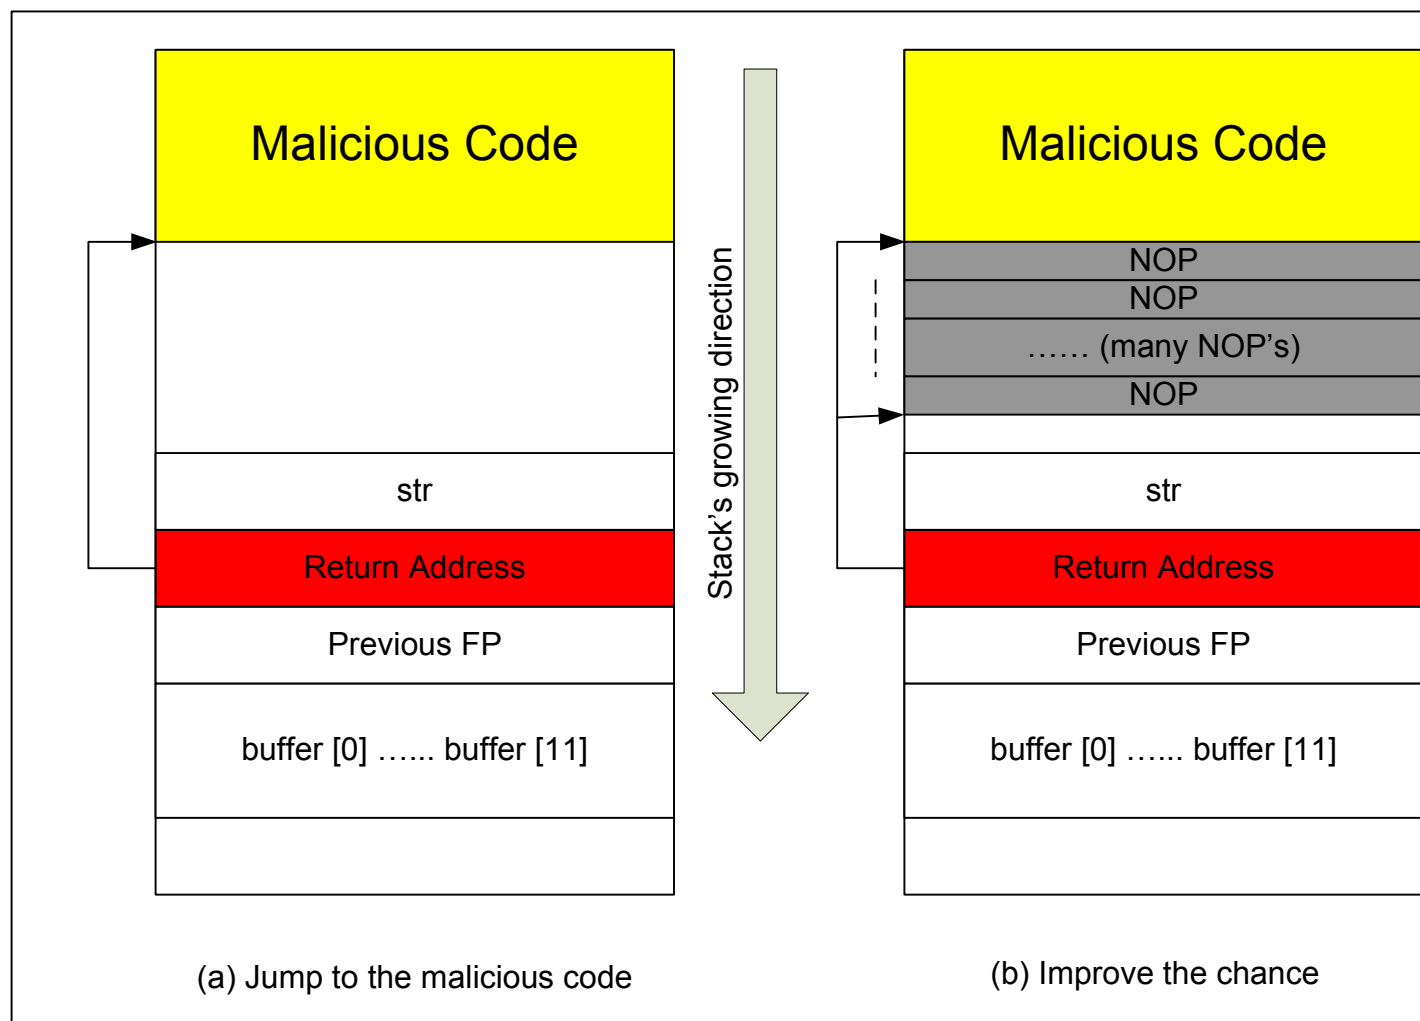 Malicious Code
str
Return Address
Previous FP
buffer [0] …... buffer [11]
(a) Jump to the malicious code
Stack’s growing direction
Malicious Code
NOP
NOP
…… (many NOP’s)
NOP
str
Return Address
Previous FP
buffer [0] …... buffer [11]
(b) Improve the chance